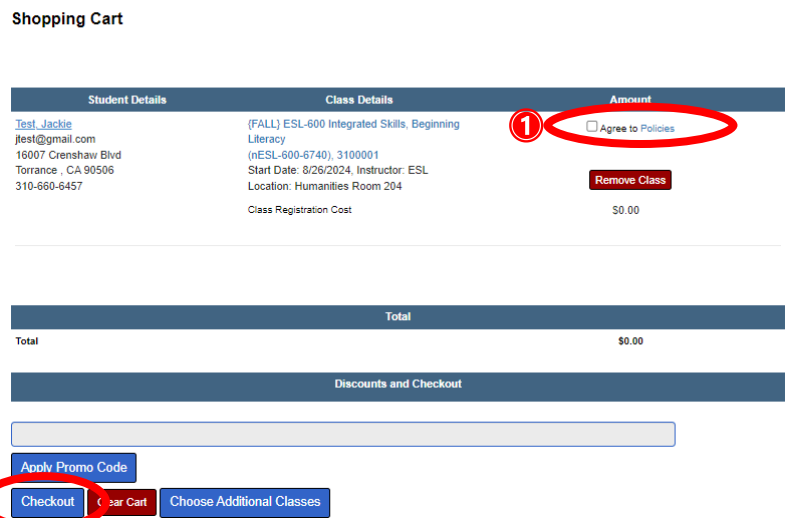 Shopping Cart
Student Details Class Details Amount
Test, Jackie
jtest@gmail.com
16007 Crenshaw Blvd
Torrance , CA 90506
310-660-6457
{FALL} ESL-600 Integrated Skills, Beginning
Literacy
(nESL-600-6740), 3100001
Start Date: 8/26/2024, Instructor: ESL
Location: Humanities Room 204
Class Registration Cost
1
Agree to Policies
Remove Class
$0.00
Total
Total $0.00
Discounts and Checkout
Apply Promo Code
Checkout Clear Cart Choose Additional Classes